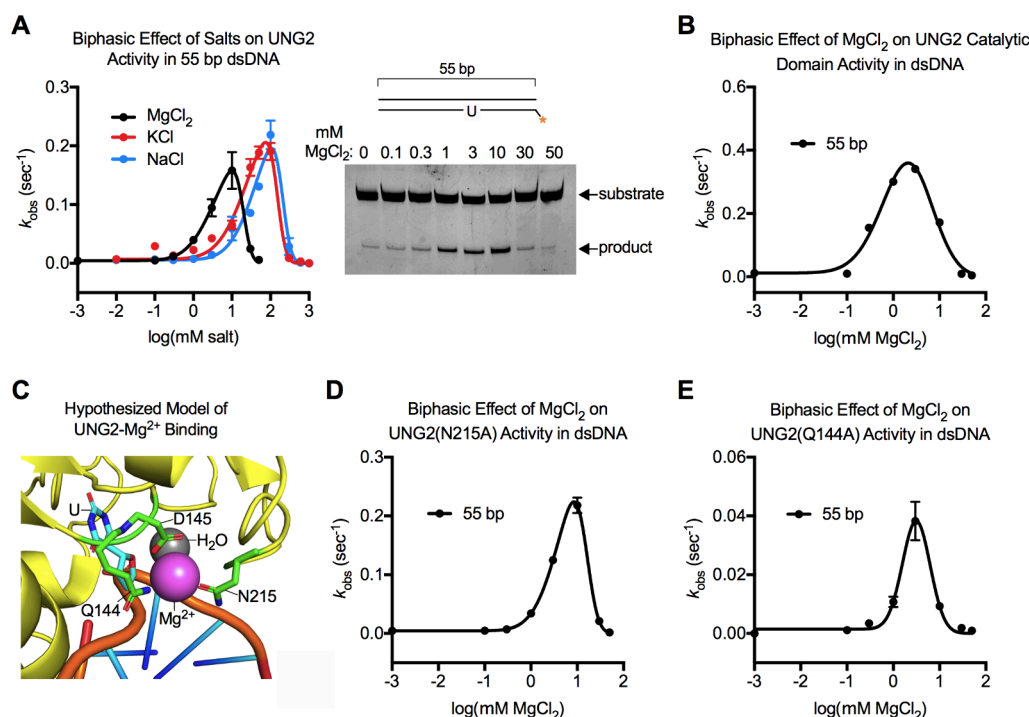 A
Biphasic Effect of Salts on UNG2
Activity in 55 bp dsDNA
0.3
0.2
0.1
0.0
kobs (sec-1)
MgCl2
KCl
NaCl
-3 -2 -1 0 1 2 3
log(mM salt)
55 bp
U
*
mM
MgCl2: 0 0.1 0.3 1 3 10 30 50
substrate
product
B
Biphasic Effect of MgCl2 on UNG2 Catalytic
Domain Activity in dsDNA
0.6
0.4
0.2
0.0
kobs (sec-1)
55 bp
-3 -2 -1 0 1 2
log(mM MgCl2)
C
Hypothesized Model of
UNG2-Mg2+ Binding
U
D145
H2O
N215
Q144
Mg2+
D
Biphasic Effect of MgCl2 on
UNG2(N215A) Activity in dsDNA
0.3
0.2
0.1
0.0
kobs (sec-1)
55 bp
-3 -2 -1 0 1 2
log(mM MgCl2)
E
Biphasic Effect of MgCl2 on
UNG2(Q144A) Activity in dsDNA
0.06
0.04
0.02
0.00
kobs (sec-1)
55 bp
-3 -2 -1 0 1 2
log(mM MgCl2)